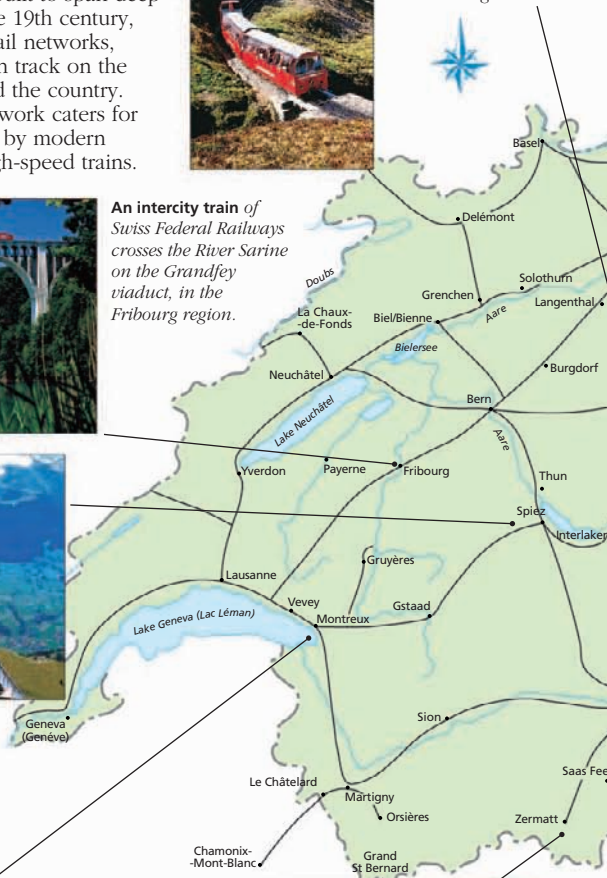 e 19th century,
ail networks,
n track on the
d the country.
work caters for
by modern
gh-speed trains.
An intercity train of
Swiss Federal Railways
crosses the River Sarine
on the Grandfey
viaduct, in the
Fribourg region.
Basel
Delémont
Doubs
Solothurn
Grenchen
Langenthal
Aare
La Chaux-
-de-Fonds
Biel/Bienne
Bielersee
Neuchâtel
Burgdorf
Bern
Lake Neuchâtel
Aare
Yverdon
Payerne
Fribourg
Thun
Spiez
Interlaken
Gruyères
Lausanne
Vevey
Gstaad
Montreux
Lake Geneva (Lac Léman)
Geneva
(Genéve)
Sion
Saas Fee
Le Châtelard
Martigny
Orsières
Zermatt
Chamonix-
-Mont-Blanc
Grand
St Bernard